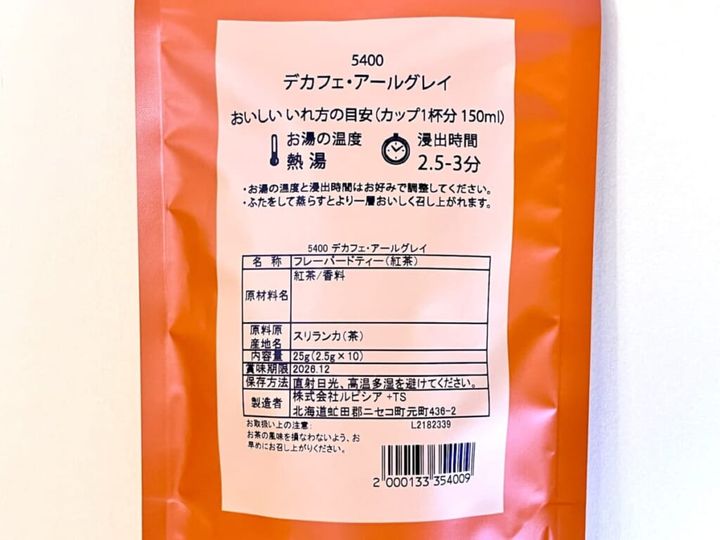 5400
デカフェ・アールグレイ
おいしい いれ方の目安(カップ1杯分 150ml)
お湯の温度
熱湯
浸出時間
2.5-3分
・お湯の温度と浸出時間はお好みで調整してください。
・ふたをして蒸らすとより一層おいしく召し上がれます。
5400 デカフェ・アールグレイ
名 称 フレーバードティー(紅茶)
原材料名 紅茶/香料
原料原産地名 スリランカ(茶)
内容量 25g(2.5g×10)
賞味期限 2026.12
保存方法 直射日光、高温多湿を避けてください。
製造者 株式会社ルピシア +TS
北海道虻田郡ニセコ町元町436-2
お取扱い上の注意: L2182339
お茶の風味を損なわないよう、お
早めにお召し上がりください。
2 000133 354009